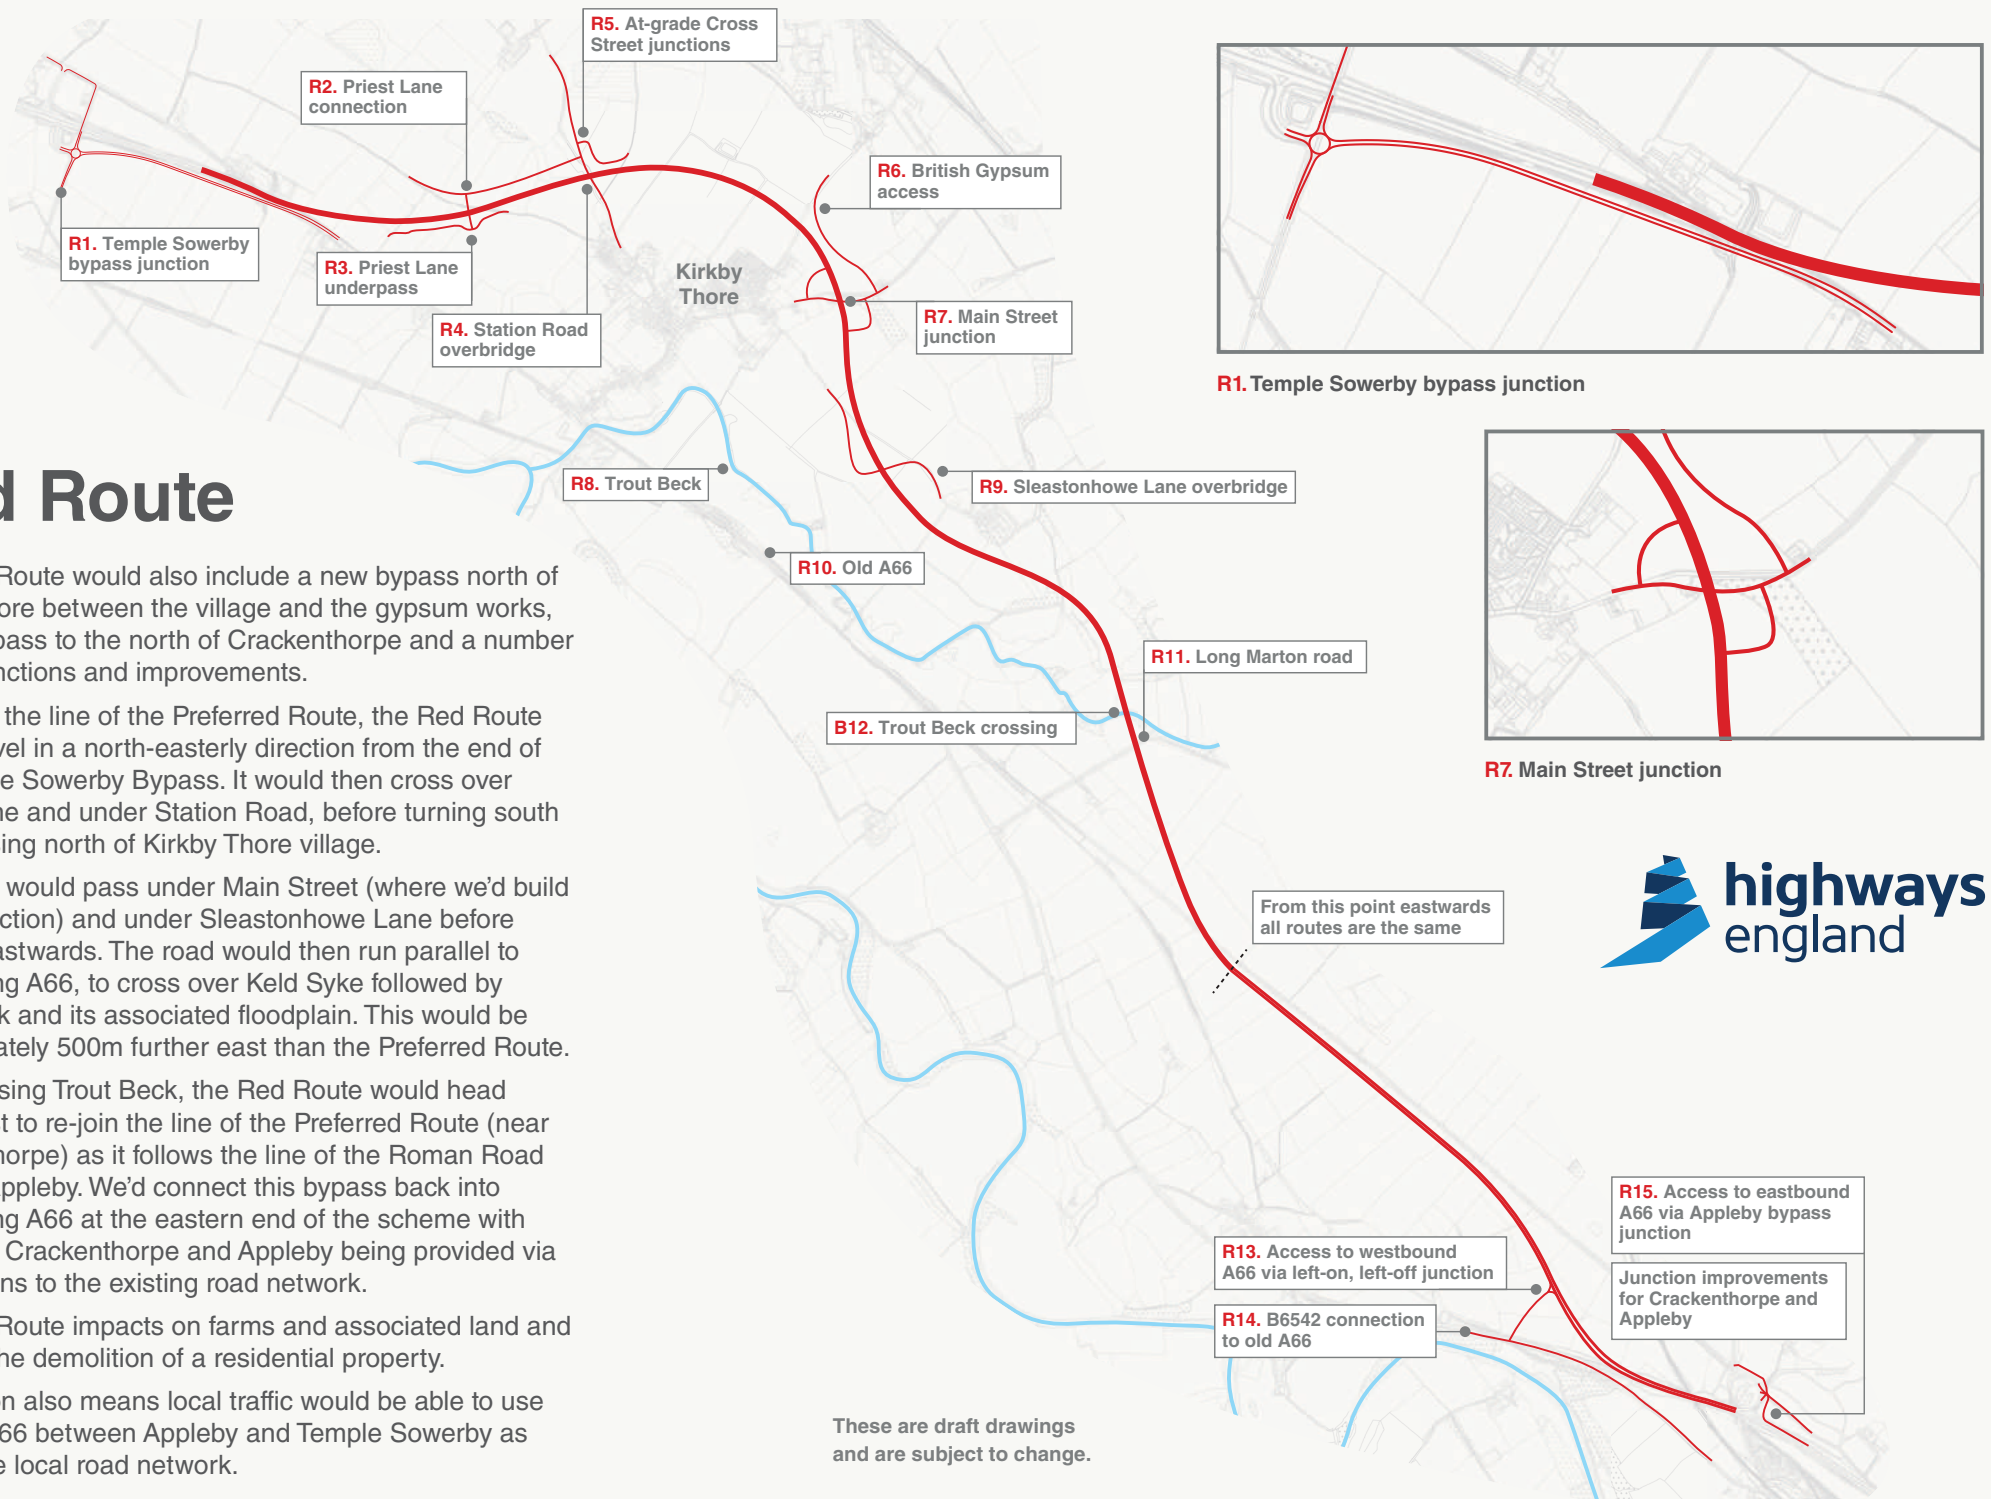 R5. At-grade Cross
Street junctions
R2. Priest Lane
connection
R6. British Gypsum
access
R1. Temple Sowerby
bypass junction
R3. Priest Lane
underpass
Kirkby
Thore
R4. Station Road
overbridge
R7. Main Street
junction
R1. Temple Sowerby bypass junction
R8. Trout Beck
R9. Sleastonhowe Lane overbridge
R10. Old A66
R11. Long Marton road
B12. Trout Beck crossing
R7. Main Street junction
From this point eastwards
all routes are the same
highways
england
R15. Access to eastbound
A66 via Appleby bypass
junction
R13. Access to westbound
A66 via left-on, left-off junction
Junction improvements
for Crackenthorpe and
Appleby
R14. B6542 connection
to old A66
These are draft drawings
and are subject to change.
d Route
Route would also include a new bypass north of
ore between the village and the gypsum works,
pass to the north of Crackenthorpe and a number
nctions and improvements.
the line of the Preferred Route, the Red Route
vel in a north-easterly direction from the end of
e Sowerby Bypass. It would then cross over
ne and under Station Road, before turning south
sing north of Kirkby Thore village.
would pass under Main Street (where we'd build
ction) and under Sleastonhowe Lane before
astwards. The road would then run parallel to
ng A66, to cross over Keld Syke followed by
k and its associated floodplain. This would be
ately 500m further east than the Preferred Route.
sing Trout Beck, the Red Route would head
t to re-join the line of the Preferred Route (near
horpe) as it follows the line of the Roman Road
ppleby. We'd connect this bypass back into
ng A66 at the eastern end of the scheme with
Crackenthorpe and Appleby being provided via
ns to the existing road network.
Route impacts on farms and associated land and
he demolition of a residential property.
on also means local traffic would be able to use
66 between Appleby and Temple Sowerby as
e local road network.